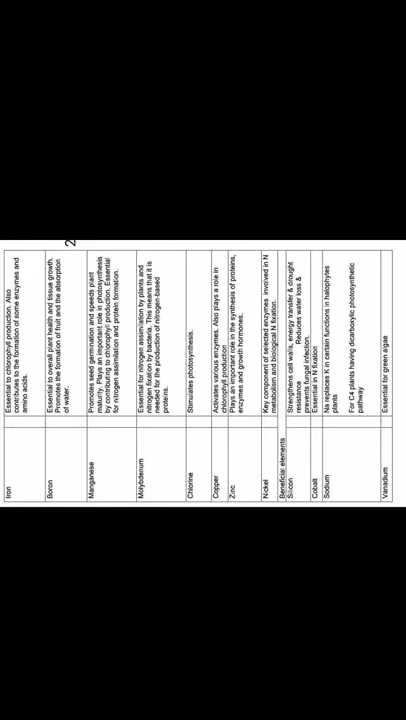 2
Iron
Essential to chlorophyl production. Also
contributes to the formation of some enzymes and
amino acids.
Boron
Essential to overall plant health and tissue growth.
Promotes the formation of fruit and the absorption
of water.
Manganese
Promotes seed germination and speeds plant
maturity. Plays an important role in photosynthesis
by contributing to chlorophyll production. Essential
for nitrogen assimilation and protein formation.
Molybdenum
Essential for nitrogen assimilation by plants and
nitrogen fixation by bacteria. This means that it is
needed for the production of nitrogen-based
proteins.
Chlorine
Stimulates photosynthesis.
Copper
Activates various enzymes. Also plays a role in
chlorophyll production
Zinc
Plays an important role in the synthesis of proteins,
enzymes and growth hormones.
Nickel
Key component of selected enzymes involved in N
metabolism and biological N fixation.
Beneficial elements
Silicon
Strengthens cell walls, energy transfer & drought
resistance
Reduces water loss &
prevents fungal infection.
Cobalt
Essential in N fixation
Sodium
Na replaces K in certain functions in halophytes
plants
For C4 plants having dicarboxylic photosynthetic
pathway
Vanadium
Essential for green algae